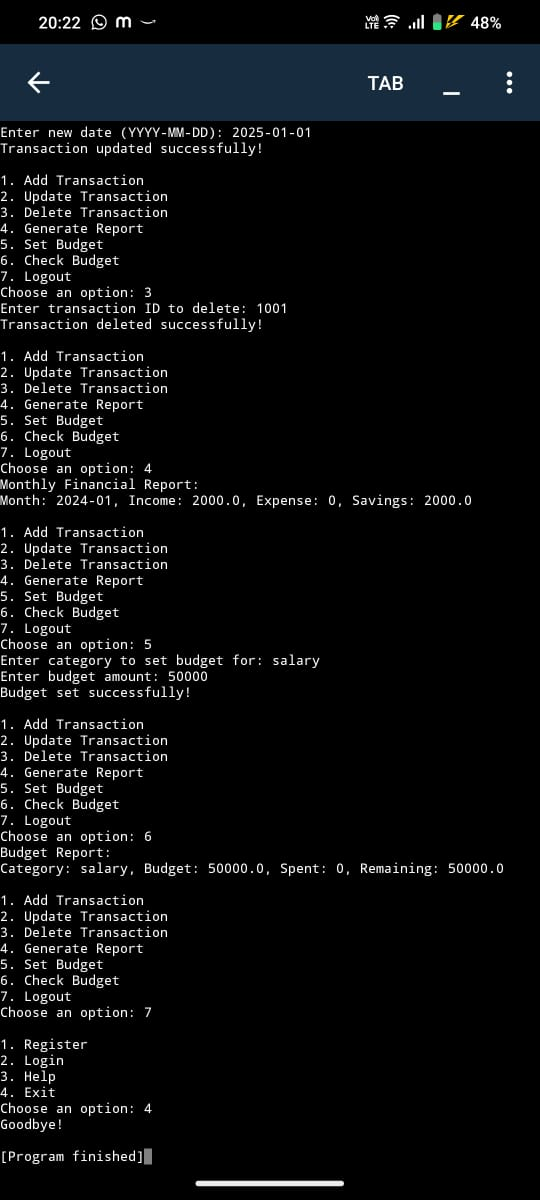 20:22
Vo) LTE 48%
TAB
Enter new date (YYYY-MM-DD): 2025-01-01
Transaction updated successfully!
1. Add Transaction
2. Update Transaction
3. Delete Transaction
4. Generate Report
5. Set Budget
6. Check Budget
7. Logout
Choose an option: 3
Enter transaction ID to delete: 1001
Transaction deleted successfully!
1. Add Transaction
2. Update Transaction
3. Delete Transaction
4. Generate Report
5. Set Budget
6. Check Budget
7. Logout
Choose an option: 4
Monthly Financial Report:
Month: 2024-01, Income: 2000.0, Expense: 0, Savings: 2000.0
1. Add Transaction
2. Update Transaction
3. Delete Transaction
4. Generate Report
5. Set Budget
6. Check Budget
7. Logout
Choose an option: 5
Enter category to set budget for: salary
Enter budget amount: 50000
Budget set successfully!
1. Add Transaction
2. Update Transaction
3. Delete Transaction
4. Generate Report
5. Set Budget
6. Check Budget
7. Logout
Choose an option: 6
Budget Report:
Category: salary, Budget: 50000.0, Spent: 0, Remaining: 50000.0
1. Add Transaction
2. Update Transaction
3. Delete Transaction
4. Generate Report
5. Set Budget
6. Check Budget
7. Logout
Choose an option: 7
1. Register
2. Login
3. Help
4. Exit
Choose an option: 4
Goodbye!
[Program finished]